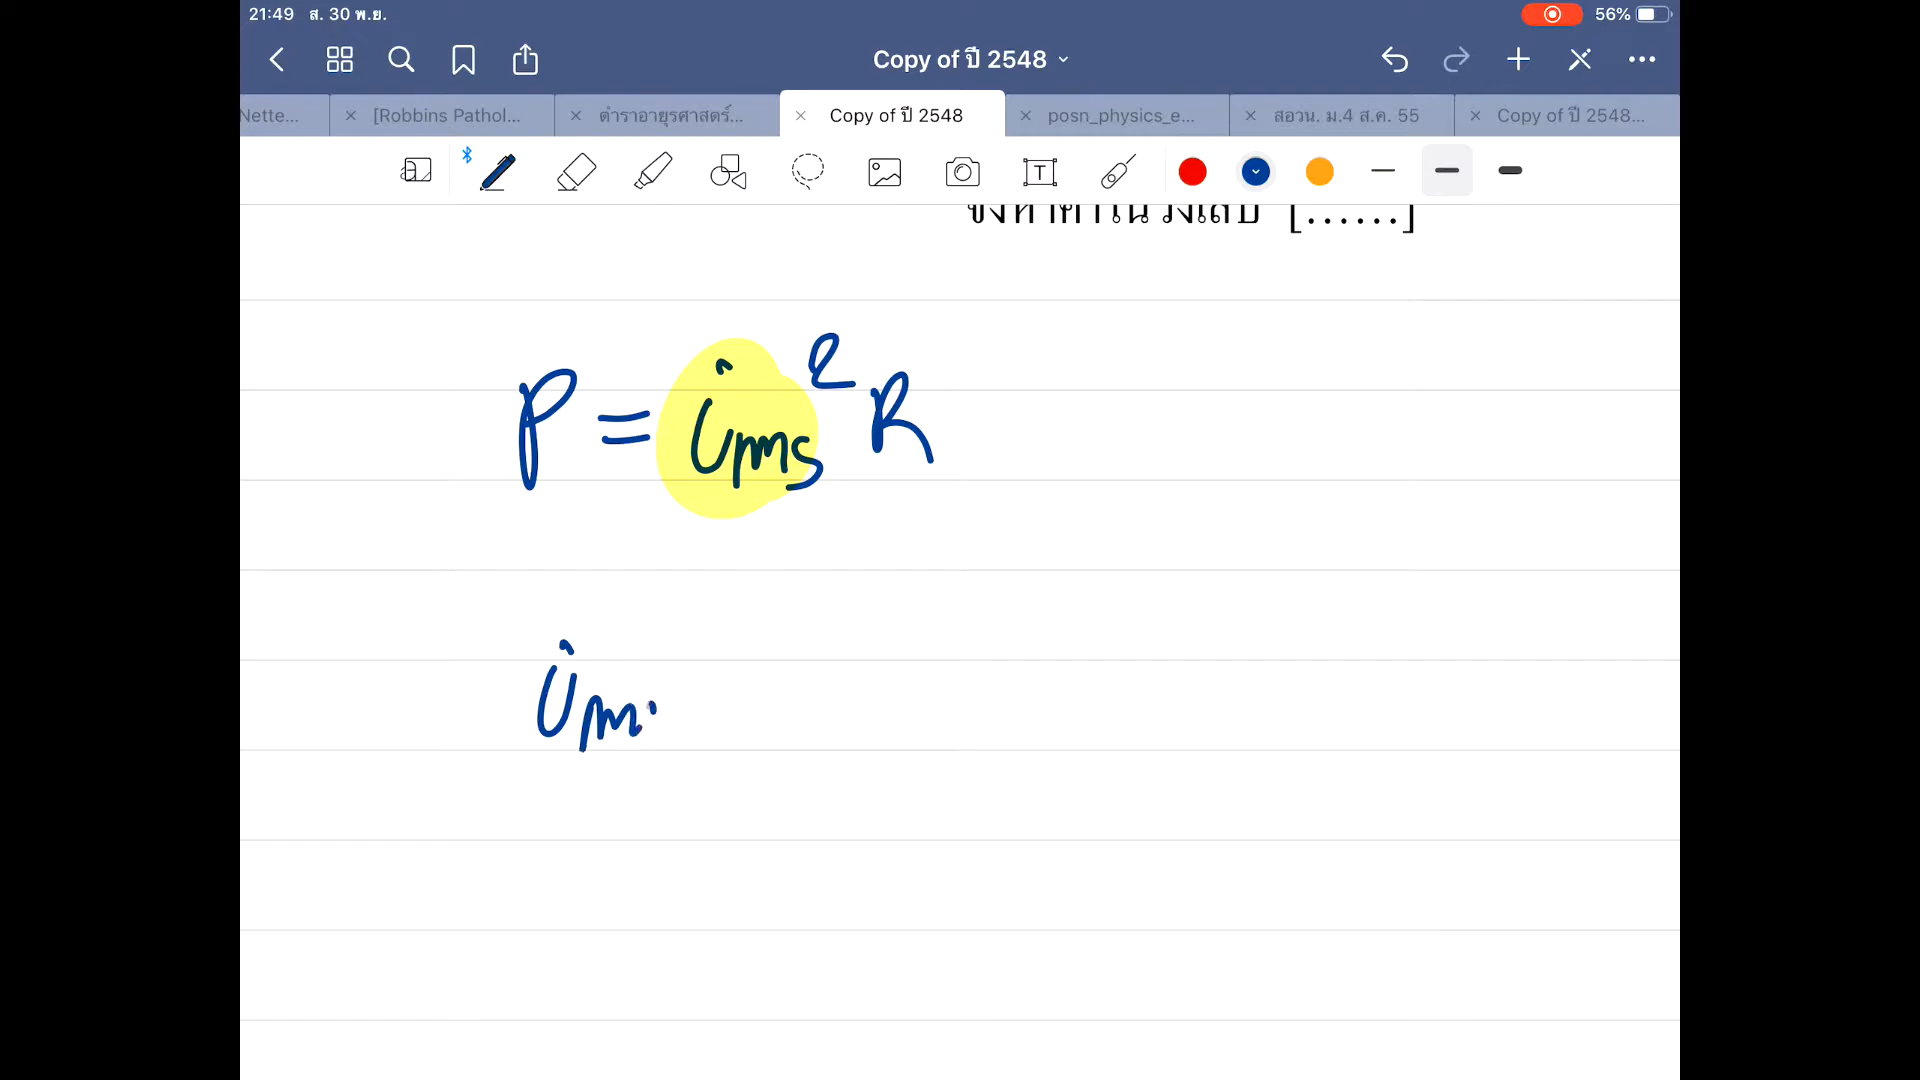 21:49 ส. 30 พ.ย. 56%
Copy of ปี 2548
Nette... [Robbins Pathol... ตำราอายุรศาสตร์... Copy of ปี 2548 posn_physics_e... สอวน. ม.4 ส.ค. 55 Copy of ปี 2548...
T
[......]
P = i rms 2 R
i